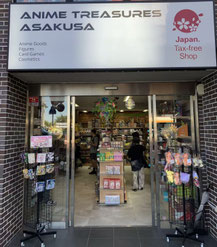 ANIME TREASURES
ASAKUSA
Anime Goods
Figures
Card Games
Cosmetics
Japan.
Tax-free
Shop